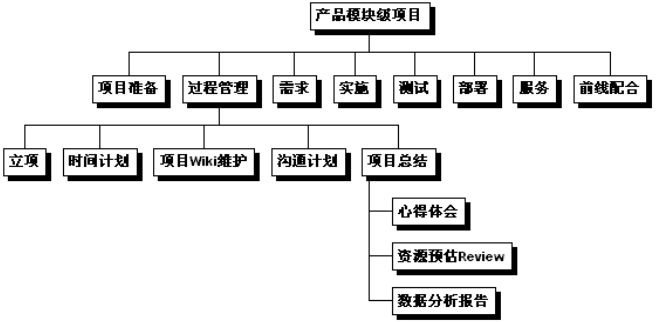 产品模块级项目
项目准备
过程管理
需求
实施
测试
部署
服务
前线配合
立项
时间计划
项目Wiki维护
沟通计划
项目总结
心得体会
资源预估Review
数据分析报告